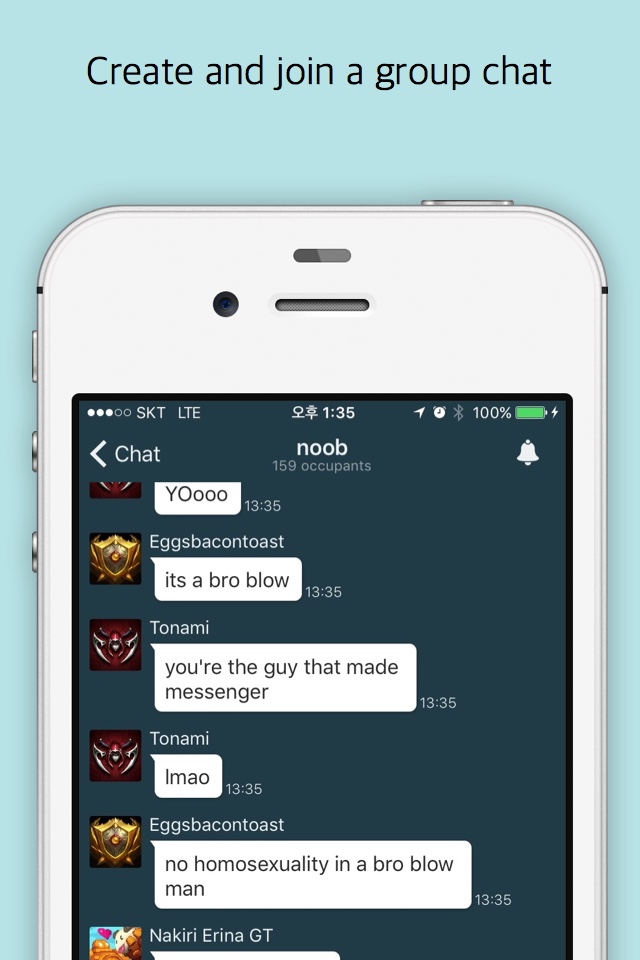 Create and join a group chat
SKT LTE 오후 1:35 100%
Chat
noob
159 occupants
YOooo
13:35
Eggsbacontoast
its a bro blow
13:35
Tonami
you're the guy that made
messenger
13:35
Tonami
lmao
13:35
Eggsbacontoast
no homosexuality in a bro blow
man
13:35
Nakiri Erina GT